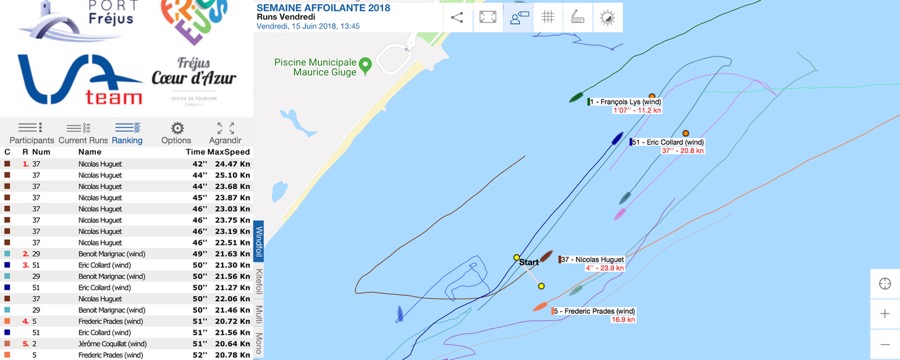 PORT
Fréjus
FREJUS
VA
team
Fréjus
Cœur d'Azur
OFFICE DE TOURISME
SEMAINE AFFOILANTE 2018
Runs Vendredi
Vendredi, 15 Juin 2018, 13:45
Participants Current Runs Ranking Options Agrandir
C R Num Name Time MaxSpeed
1. 37 Nicolas Huguet 42'' 24.47 Kn
37 Nicolas Huguet 44'' 25.10 Kn
37 Nicolas Huguet 44'' 23.68 Kn
37 Nicolas Huguet 45'' 23.87 Kn
37 Nicolas Huguet 46'' 23.03 Kn
37 Nicolas Huguet 46'' 23.75 Kn
37 Nicolas Huguet 46'' 23.19 Kn
37 Nicolas Huguet 46'' 22.51 Kn
2. 29 Benoit Marignac (wind) 49'' 21.63 Kn
3. 51 Eric Collard (wind) 50'' 21.30 Kn
29 Benoit Marignac (wind) 50'' 21.56 Kn
51 Eric Collard (wind) 50'' 21.27 Kn
37 Nicolas Huguet 50'' 22.06 Kn
29 Benoit Marignac (wind) 50'' 21.46 Kn
4. 5 Frederic Prades (wind) 51'' 20.72 Kn
51 Eric Collard (wind) 51'' 21.56 Kn
5. 2 Jérôme Coquillat (wind) 51'' 20.64 Kn
5 Frederic Prades (wind) 52'' 20.78 Kn
Windfoil
Kitefoil
Multi
Mono
Piscine Municipale
Maurice Giuge
1 - François Lys (wind)
1'07'' - 11.2 kn
51 - Eric Collard (wind)
37'' - 20.8 kn
Start
37 - Nicolas Huguet
4'' - 23.9 kn
5 - Frederic Prades (wind)
16.9 kn